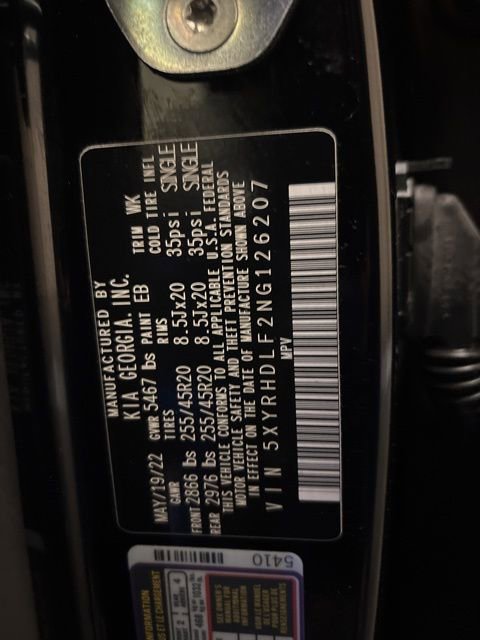 MANUFACTURED BY
KIA GEORGIA, INC.
MAY/19/22 GVWR 5467 lbs PAINT EB TRIM WK
GAWR TIRES RIMS COLD TIRE INFL
FRONT 2866 lbs 255/45R20 8.5Jx20 35psi SINGLE
REAR 2976 lbs 255/45R20 8.5Jx20 35psi SINGLE
THIS VEHICLE CONFORMS TO ALL APPLICABLE U.S.A. FEDERAL
MOTOR VEHICLE SAFETY AND THEFT PREVENTION STANDARDS
IN EFFECT ON THE DATE OF MANUFACTURE SHOWN ABOVE
VIN 5XYRHDLF2NG126207
MPV
5410